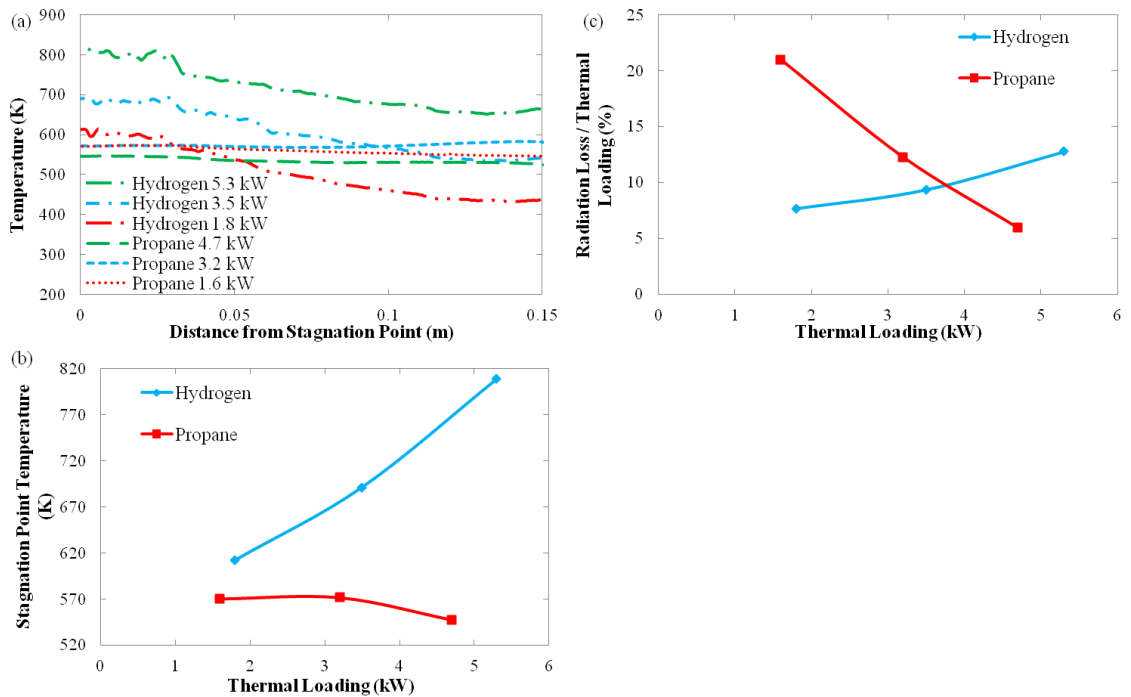 (a)
900
800
700
600
500
400
300
200
Temperature (K)
Hydrogen 5.3 kW
Hydrogen 3.5 kW
Hydrogen 1.8 kW
Propane 4.7 kW
Propane 3.2 kW
Propane 1.6 kW
0 0.05 0.1 0.15
Distance from Stagnation Point (m)
(c)
25
20
15
10
5
0
Radiation Loss / Thermal
Loading (%)
Hydrogen
Propane
0 1 2 3 4 5 6
Thermal Loading (kW)
(b)
820
770
720
670
620
570
520
Stagnation Point Temperature
(K)
Hydrogen
Propane
0 1 2 3 4 5 6
Thermal Loading (kW)